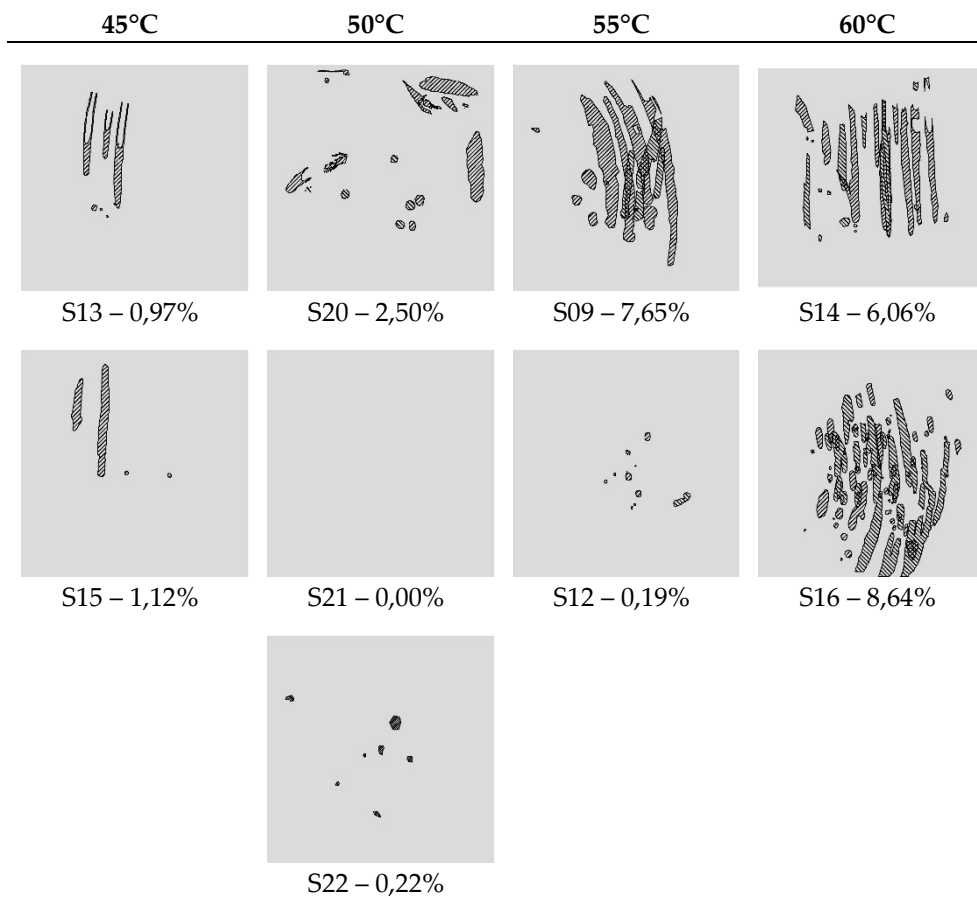 45°C 50°C 55°C 60°C
S13 – 0,97% S20 – 2,50% S09 – 7,65% S14 – 6,06%
S15 – 1,12% S21 – 0,00% S12 – 0,19% S16 – 8,64%
S22 – 0,22%